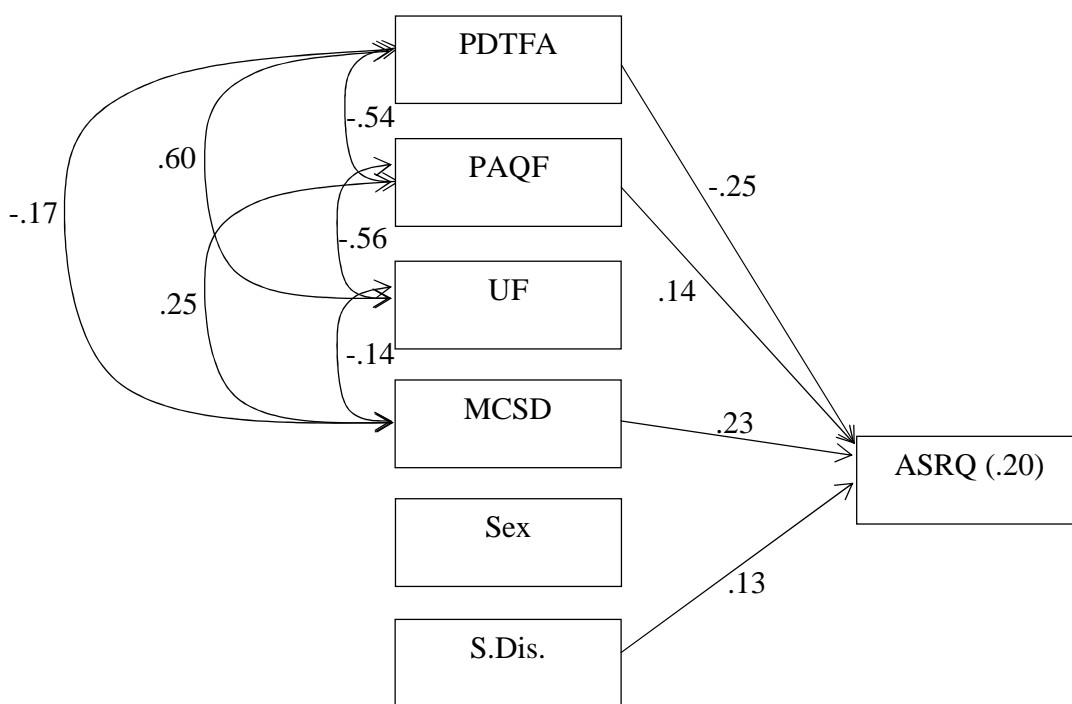 PDTFA
-.54
.60
PAQF
-.25
-.17
-.56
.14
UF
.25
-.14
MCSD
.23
ASRQ (.20)
Sex
.13
S.Dis.